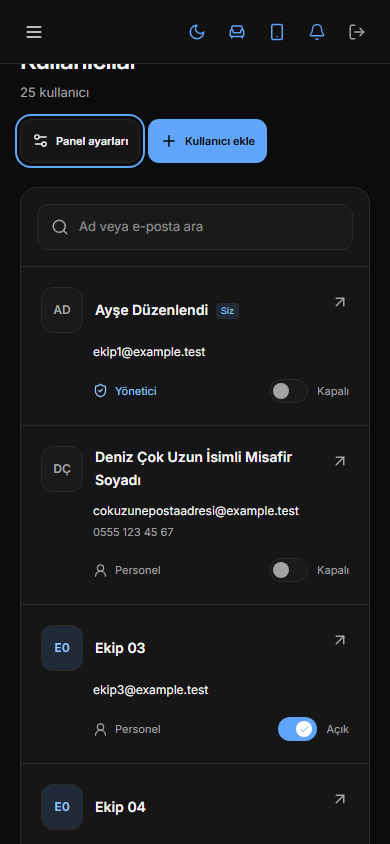 Kullanıcılar
25 kullanıcı
Panel ayarları
Kullanıcı ekle
Ad veya e-posta ara
AD
Ayşe Düzenlendi
Siz
ekip1@example.test
Yönetici
Kapalı
DÇ
Deniz Çok Uzun İsimli Misafir
Soyadı
cokuzunepostaadresi@example.test
0555 123 45 67
Personel
Kapalı
E0
Ekip 03
ekip3@example.test
Personel
Açık
E0
Ekip 04